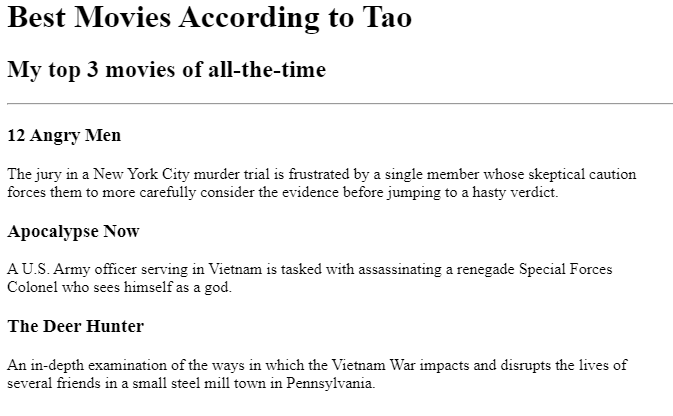 Best Movies According to Tao
My top 3 movies of all-the-time
12 Angry Men
The jury in a New York City murder trial is frustrated by a single member whose skeptical caution
forces them to more carefully consider the evidence before jumping to a hasty verdict.
Apocalypse Now
A U.S. Army officer serving in Vietnam is tasked with assassinating a renegade Special Forces
Colonel who sees himself as a god.
The Deer Hunter
An in-depth examination of the ways in which the Vietnam War impacts and disrupts the lives of
several friends in a small steel mill town in Pennsylvania.